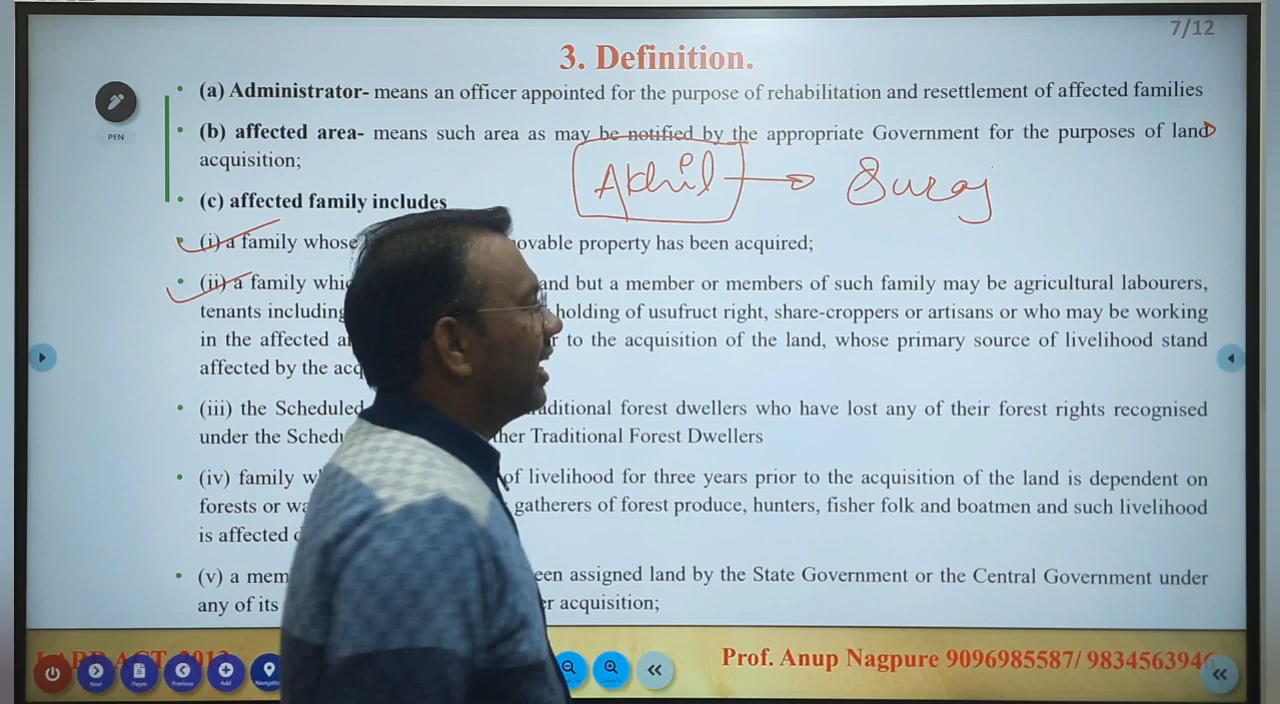 7/12
3. Definition.
PEN
• (a) Administrator- means an officer appointed for the purpose of rehabilitation and resettlement of affected families
• (b) affected area- means such area as may be notified by the appropriate Government for the purposes of land
acquisition;
Akhil → Suraj
• (c) affected family includes
• (i) a family whose ovable property has been acquired;
• (ii) a family and but a member or members of such family may be agricultural labourers,
tenants including holding of usufruct right, share-croppers or artisans or who may be working
in the affected to the acquisition of the land, whose primary source of livelihood stand
affected by the
• (iii) the Scheduled aditional forest dwellers who have lost any of their forest rights recognised
under the her Traditional Forest Dwellers
• (iv) family of livelihood for three years prior to the acquisition of the land is dependent on
forests or gatherers of forest produce, hunters, fisher folk and boatmen and such livelihood
is affected
• (v) a een assigned land by the State Government or the Central Government under
any of its acquisition;
ACT, 2013
Next Pages Previous Add
Prof. Anup Nagpure 9096985587/ 983456394